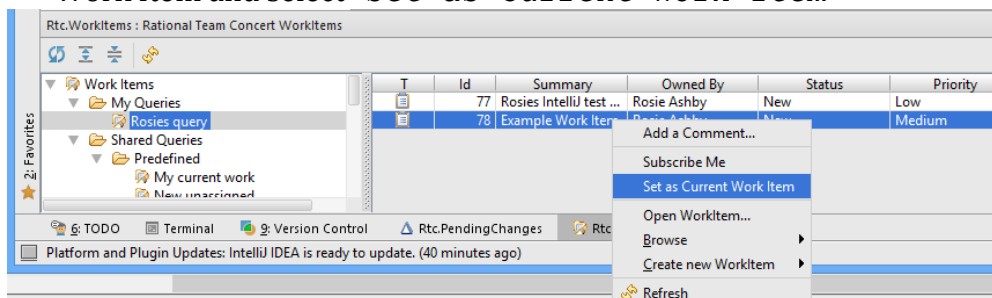 Rtc.WorkItems : Rational Team Concert WorkItems
Work Items
My Queries
Rosies query
Shared Queries
Predefined
My current work
New unassigned
T Id Summary Owned By Status Priority
77 Rosies IntelliJ test ... Rosie Ashby New Low
78 Example Work Item Rosie Ashby New Medium
Add a Comment...
Subscribe Me
Set as Current Work Item
Open WorkItem...
Browse
Create new WorkItem
Refresh
2: Favorites
6: TODO Terminal 9: Version Control Rtc.PendingChanges Rtc
Platform and Plugin Updates: IntelliJ IDEA is ready to update. (40 minutes ago)